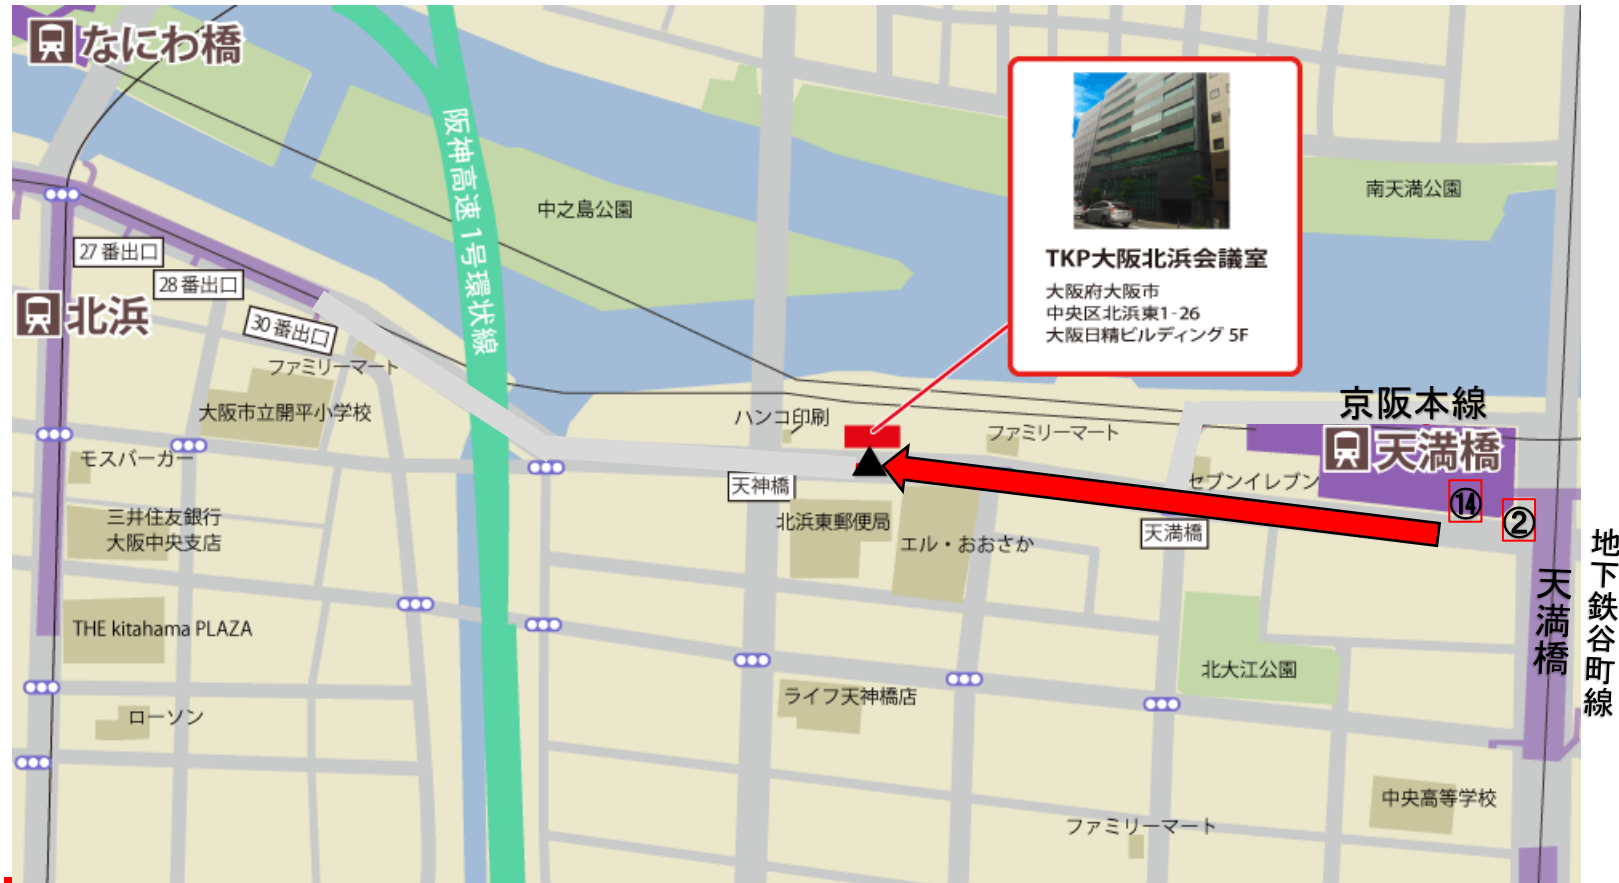 なにわ橋
阪神高速1号環状線
中之島公園
南天満公園
TKP大阪北浜会議室
大阪府大阪市
中央区北浜東1-26
大阪日精ビルディング 5F
27番出口
28番出口
北浜
30番出口
ファミリーマート
大阪市立開平小学校
モスバーガー
三井住友銀行
大阪中央支店
THE kitahama PLAZA
ローソン
ハンコ印刷
ファミリーマート
京阪本線
天満橋
セブンイレブン
⑭
②
天神橋
北浜東郵便局
エル・おおさか
天満橋
天満橋
地下鉄谷町線
北大江公園
ライフ天神橋店
中央高等学校
ファミリーマート